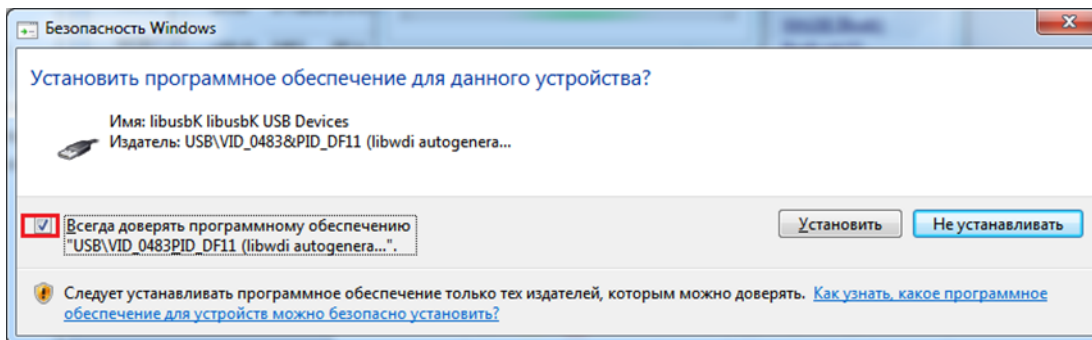 Безопасность Windows
Установить программное обеспечение для данного устройства?
Имя: libusbK libusbK USB Devices
Издатель: USB\VID_0483&PID_DF11 (libwdi autogenera...
Всегда доверять программному обеспечению
"USB\VID_0483PID_DF11 (libwdi autogenera...".
Установить
Не устанавливать
Следует устанавливать программное обеспечение только тех издателей, которым можно доверять. Как узнать, какое программное
обеспечение для устройств можно безопасно установить?